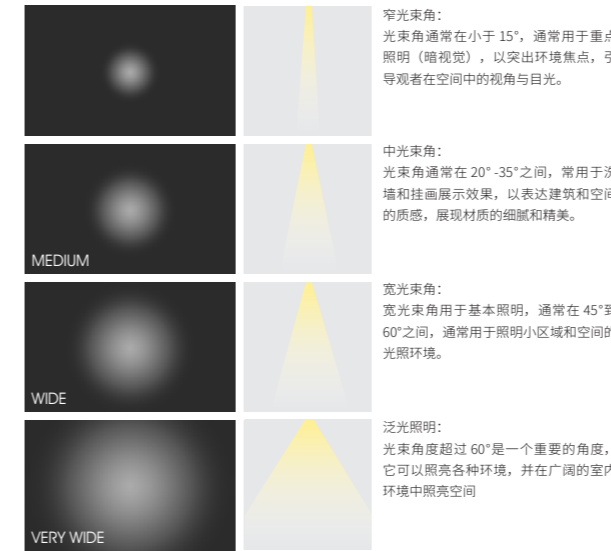 窄光束角：
光束角通常在小于 15°，通常用于重点
照明（暗视觉），以突出环境焦点，引
导观者在空间中的视角与目光。
中光束角：
光束角通常在 20° -35°之间，常用于洗
墙和挂画展示效果，以表达建筑和空间
的质感，展现材质的细腻和精美。
MEDIUM
宽光束角：
宽光束角用于基本照明，通常在 45°到
60°之间，通常用于照明小区域和空间的
光照环境。
WIDE
泛光照明：
光束角度超过 60°是一个重要的角度，
它可以照亮各种环境，并在广阔的室内
环境中照亮空间
VERY WIDE